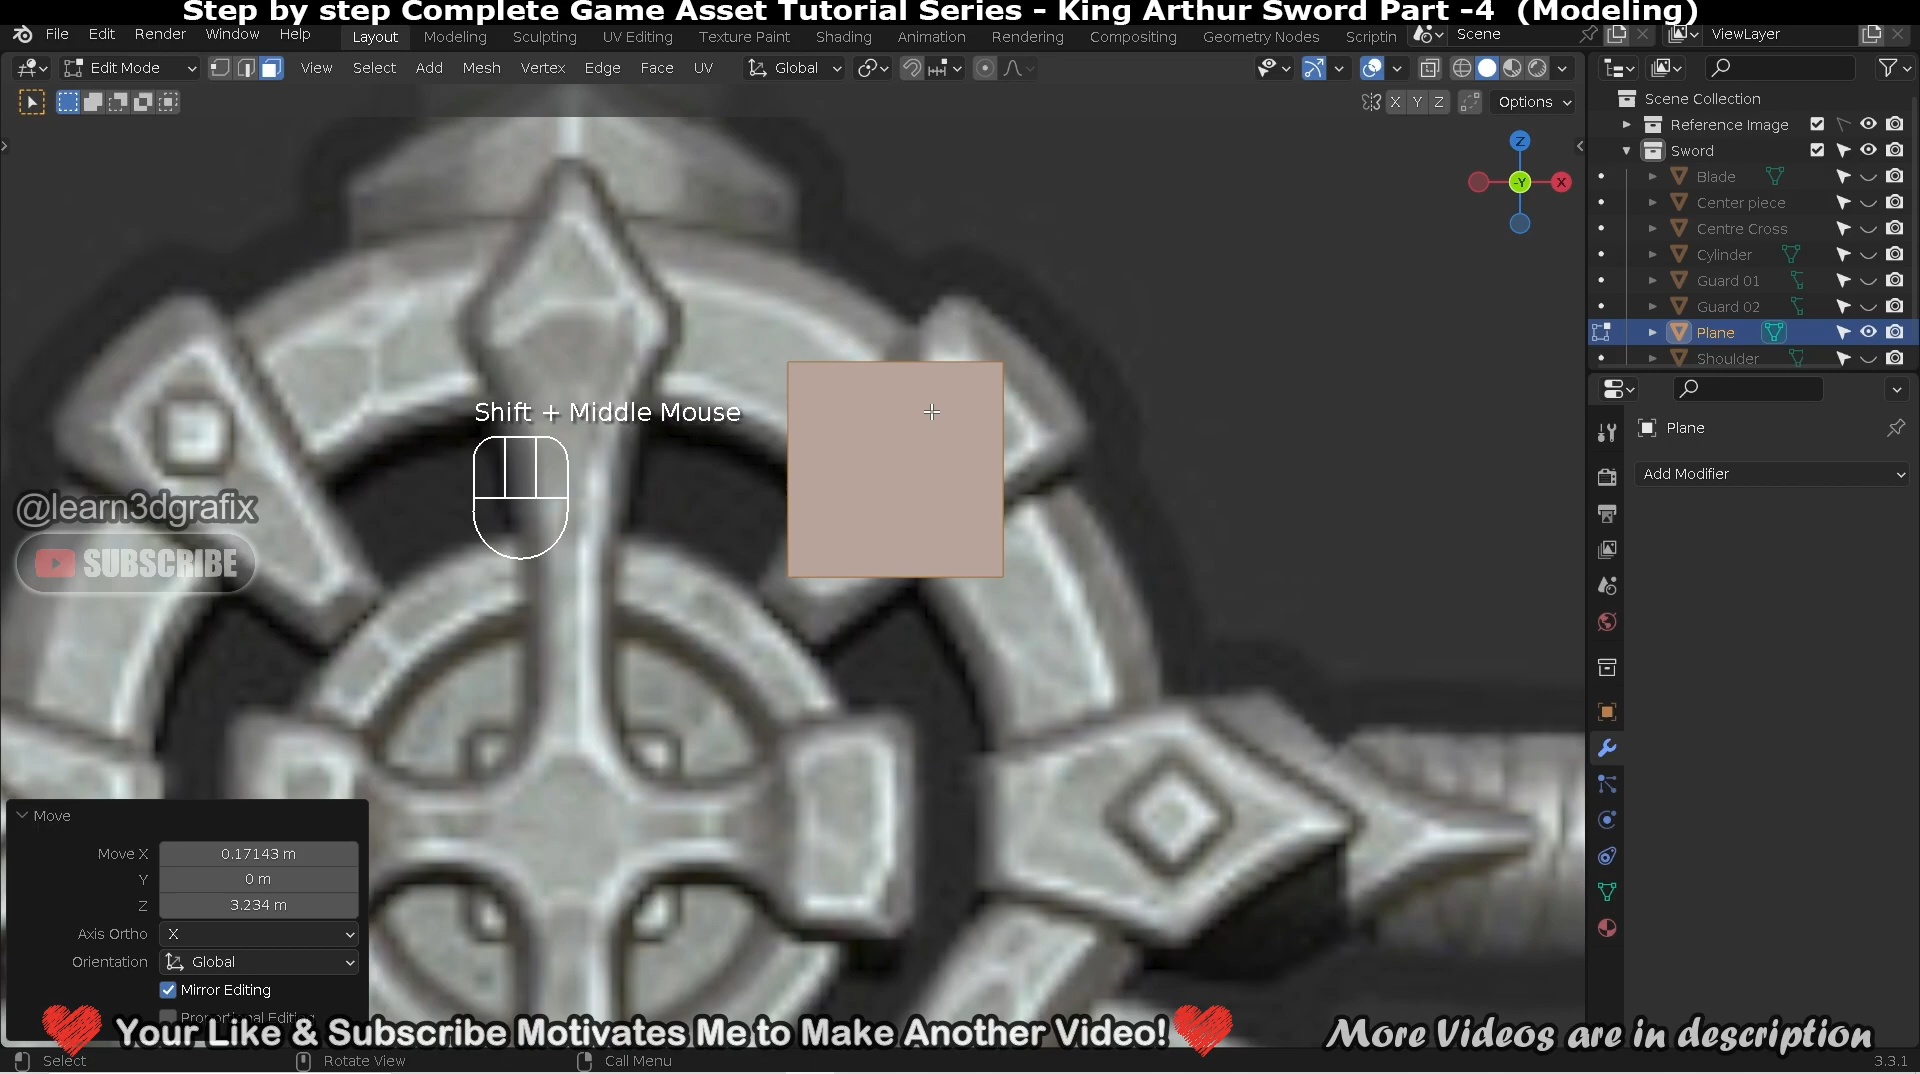 Step by step Complete Game Asset Tutorial Series - King Arthur Sword Part -4 (Modeling)
File Edit Render Window Help Layout Modeling Sculpting UV Editing Texture Paint Shading Animation Rendering Compositing Geometry Nodes Scriptin Scene ViewLayer
Edit Mode View Select Add Mesh Vertex Edge Face UV Global
X Y Z Options
Scene Collection
Reference Image
Sword
Blade
Center piece
Centre Cross
Cylinder
Guard 01
Guard 02
Plane
Shoulder
Z
-Y X
Plane
Add Modifier
Shift + Middle Mouse
@learn3dgrafix
SUBSCRIBE
Move
Move X 0.17143 m
Y 0 m
Z 3.234 m
Axis Ortho X
Orientation Global
Mirror Editing
Proportional Editing
Your Like & Subscribe Motivates Me to Make Another Video!
More Videos are in description
Select Rotate View Call Menu 3.3.1